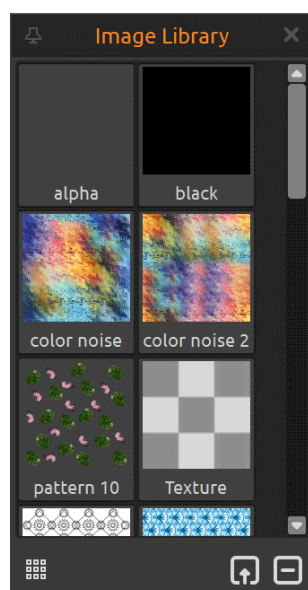 Image Library
alpha
black
color noise
color noise 2
pattern 10
Texture